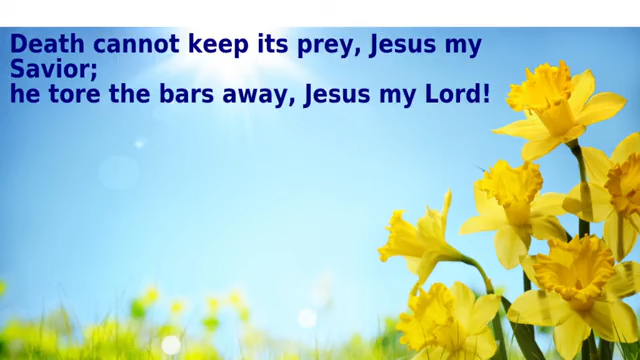 Death cannot keep its prey, Jesus my
Savior;
he tore the bars away, Jesus my Lord!